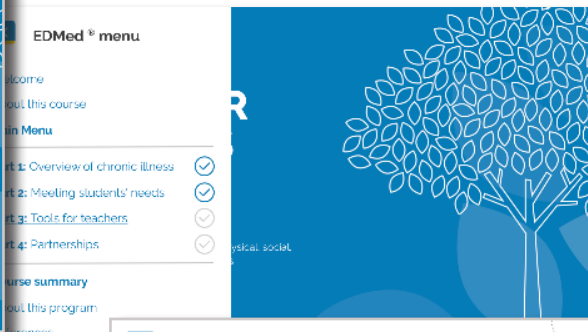 EDMed ® menu
elcome
out this course
in Menu
rt 1: Overview of chronic illness
rt 2: Meeting students' needs
rt 3: Tools for teachers
rt 4: Partnerships
urse summary
out this program
R
ysical, social,